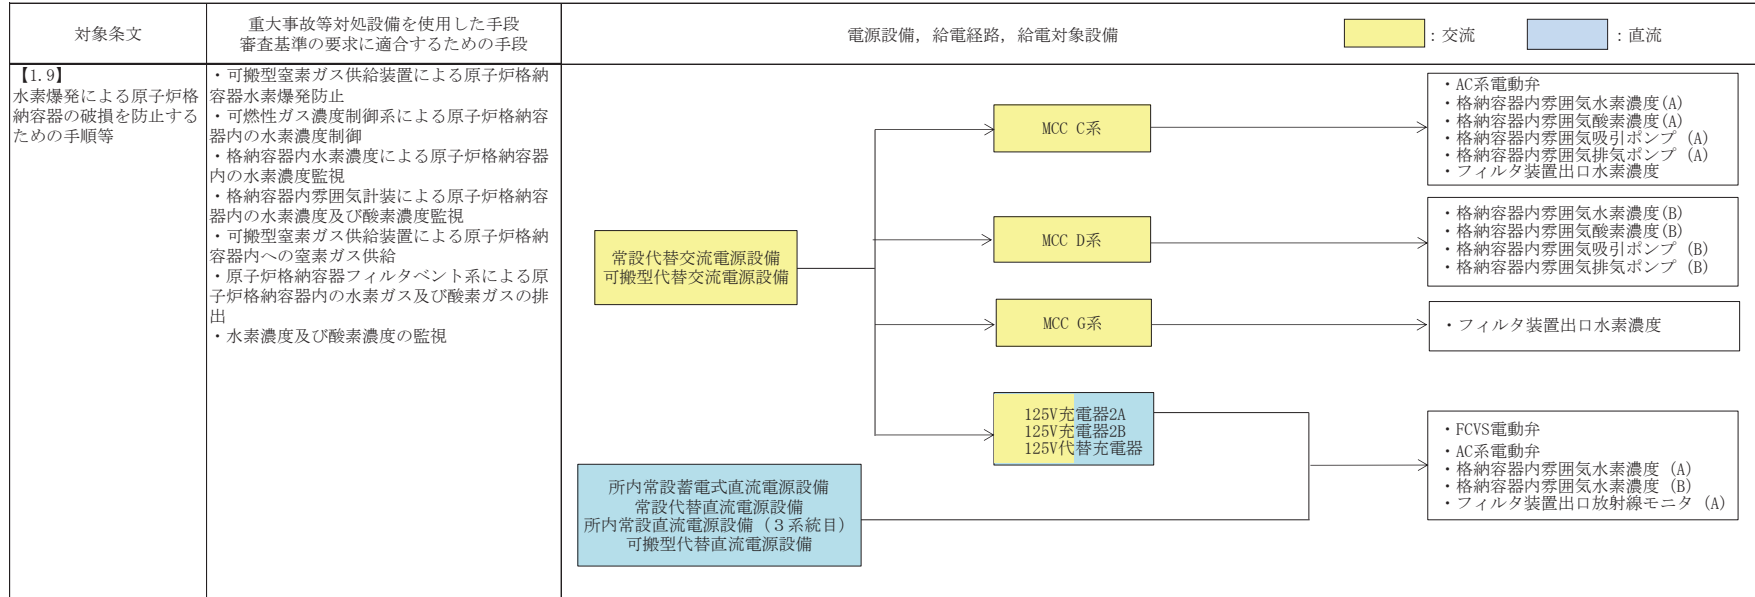 対象条文
重大事故等対処設備を使用した手段
審査基準の要求に適合するための手段
電源設備，給電経路，給電対象設備
：交流
：直流
【1.9】
水素爆発による原子炉格
納容器の破損を防止する
ための手順等
・可搬型窒素ガス供給装置による原子炉格納
容器水素爆発防止
・可燃性ガス濃度制御系による原子炉格納容
器内の水素濃度制御
・格納容器内水素濃度による原子炉格納容器
内の水素濃度監視
・格納容器内雰囲気計装による原子炉格納容
器内の水素濃度及び酸素濃度監視
・可搬型窒素ガス供給装置による原子炉格納
容器内への窒素ガス供給
・原子炉格納容器フィルタベント系による原
子炉格納容器内の水素ガス及び酸素ガスの排
出
・水素濃度及び酸素濃度の監視
常設代替交流電源設備
可搬型代替交流電源設備
MCC C系
・AC系電動弁
・格納容器内雰囲気水素濃度(A)
・格納容器内雰囲気酸素濃度(A)
・格納容器内雰囲気吸引ポンプ (A)
・格納容器内雰囲気排気ポンプ (A)
・フィルタ装置出口水素濃度
MCC D系
・格納容器内雰囲気水素濃度(B)
・格納容器内雰囲気酸素濃度(B)
・格納容器内雰囲気吸引ポンプ (B)
・格納容器内雰囲気排気ポンプ (B)
MCC G系
・フィルタ装置出口水素濃度
125V充電器2A
125V充電器2B
125V代替充電器
所内常設蓄電式直流電源設備
常設代替直流電源設備
所内常設直流電源設備（３系統目）
可搬型代替直流電源設備
・FCVS電動弁
・AC系電動弁
・格納容器内雰囲気水素濃度 (A)
・格納容器内雰囲気水素濃度 (B)
・フィルタ装置出口放射線モニタ (A)